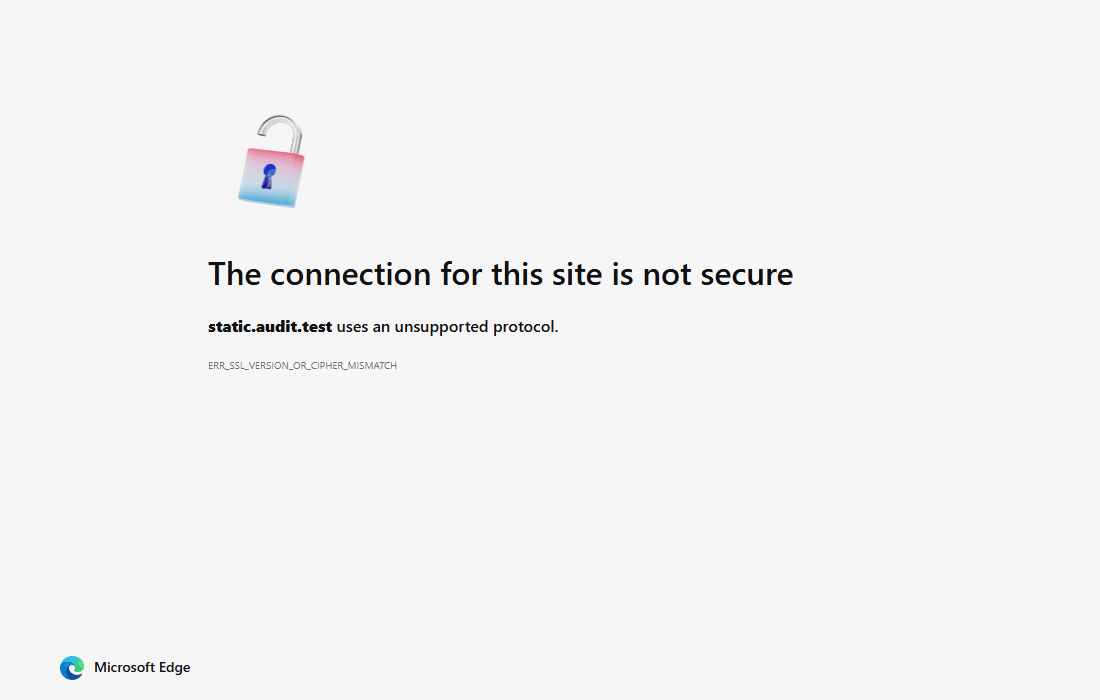 The connection for this site is not secure
static.audit.test uses an unsupported protocol.
ERR_SSL_VERSION_OR_CIPHER_MISMATCH
Microsoft Edge